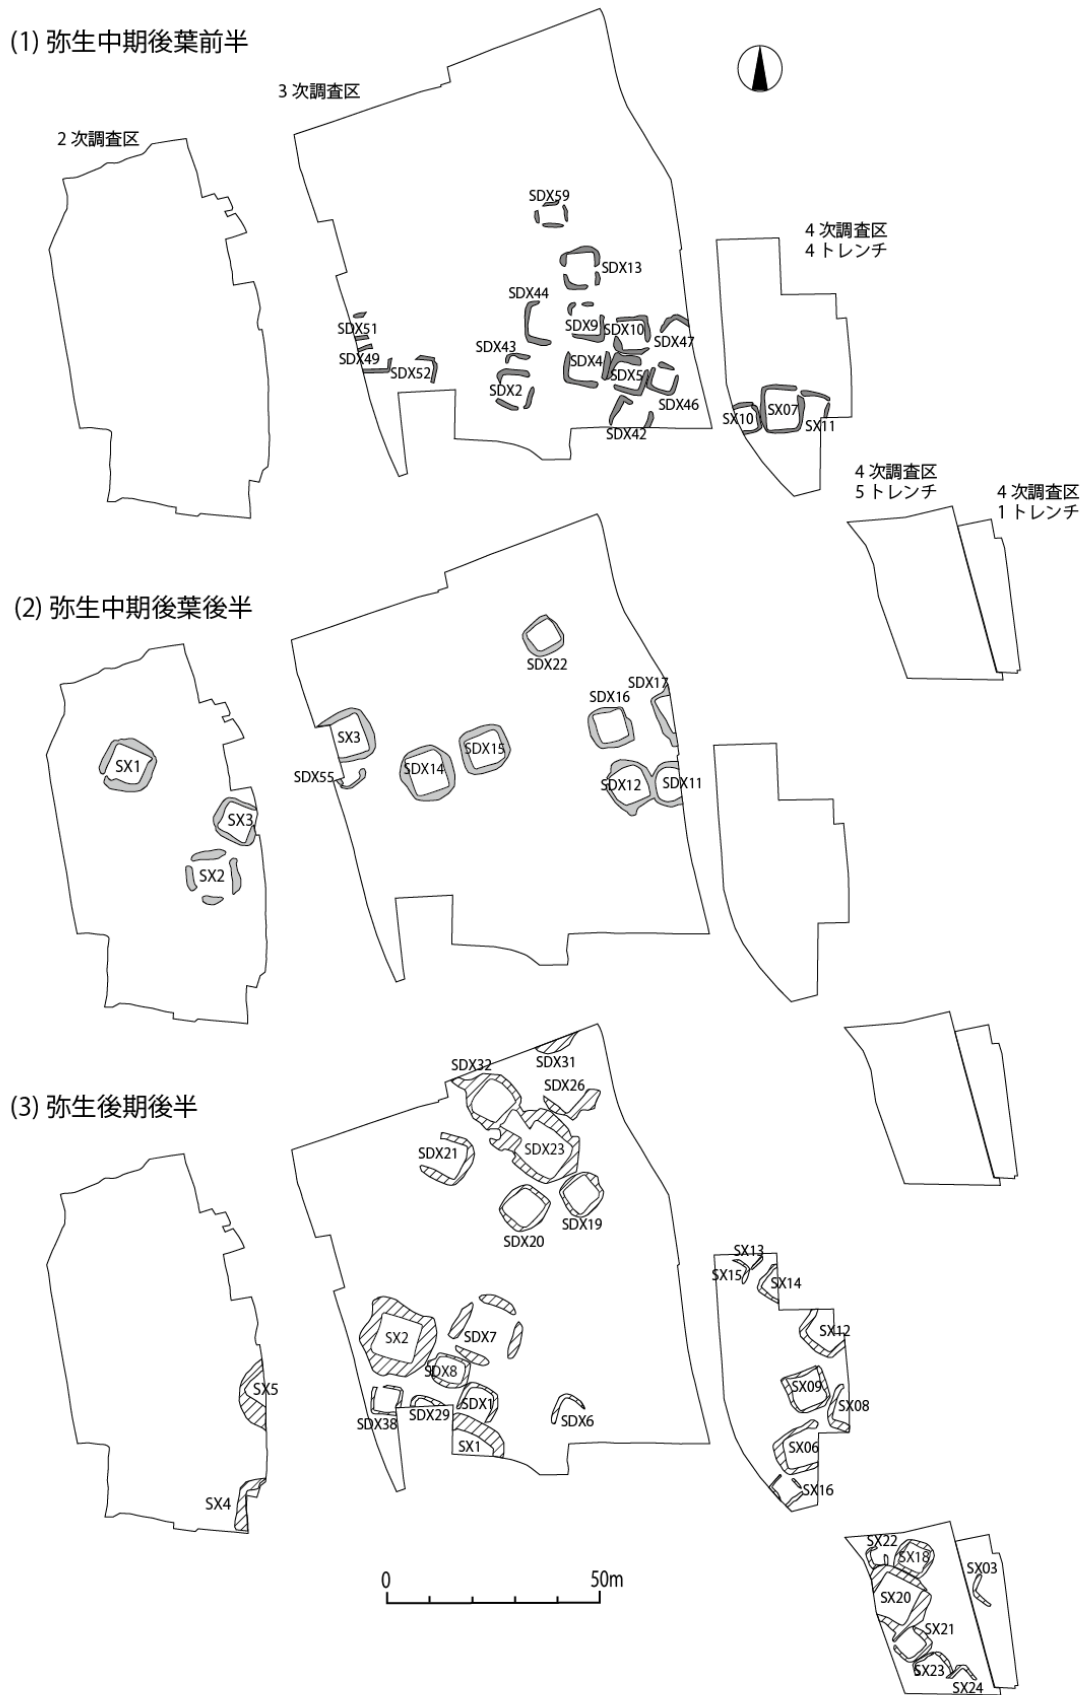 (1) 弥生中期後葉前半
3 次調査区
2 次調査区
SDX59
4 次調査区
4 トレンチ
SDX13
SDX44
SDX51
SDX9
SDX10
SDX43
SDX47
SDX49
SDX52
SDX4
SDX5
SDX2
SDX46
SDX42
SX10
SX07
SX11
4 次調査区
5 トレンチ
4 次調査区
1 トレンチ
(2) 弥生中期後葉後半
SDX22
SDX17
SDX16
SX3
SDX15
SX1
SDX55
SDX14
SDX12
SDX11
SX3
SX2
(3) 弥生後期後半
SDX32
SDX31
SDX26
SDX21
SDX23
SDX20
SDX19
SX13
SX15
SX14
SX2
SDX7
SX12
SDX8
SX5
SX09
SDX38
SDX29
SDX1
SDX6
SX08
SX1
SX06
SX4
SX16
SX22
SX18
SX03
SX20
SX21
SX23
SX24
0
50m